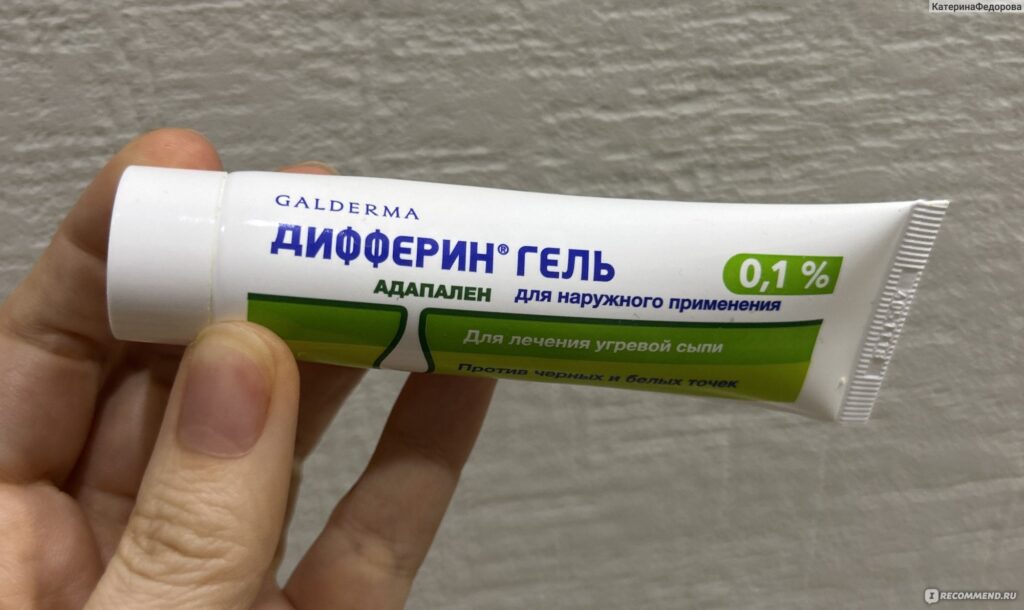 КатеринаФедорова
GALDERMA
ДИФФЕРИН® ГЕЛЬ
0,1 %
АДАПАЛЕН для наружного применения
Для лечения угревой сыпи
Против черных и белых точек
IRECOMMEND.RU